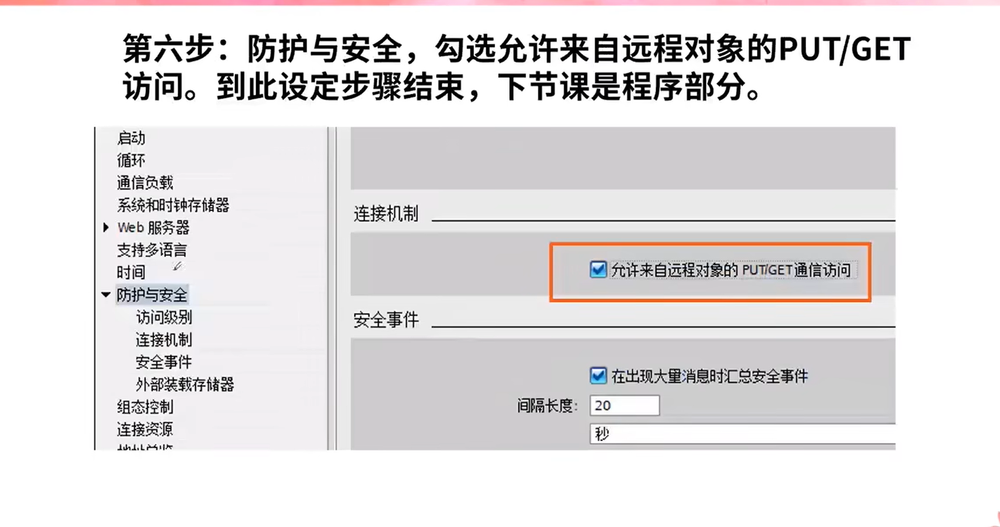 第六步：防护与安全，勾选允许来自远程对象的PUT/GET
访问。到此设定步骤结束，下节课是程序部分。
启动
循环
通信负载
系统和时钟存储器
Web 服务器
支持多语言
时间
防护与安全
访问级别
连接机制
安全事件
外部装载存储器
组态控制
连接资源
地址总览
连接机制
允许来自远程对象的 PUT/GET 通信访问
安全事件
在出现大量消息时汇总安全事件
间隔长度：
20
秒